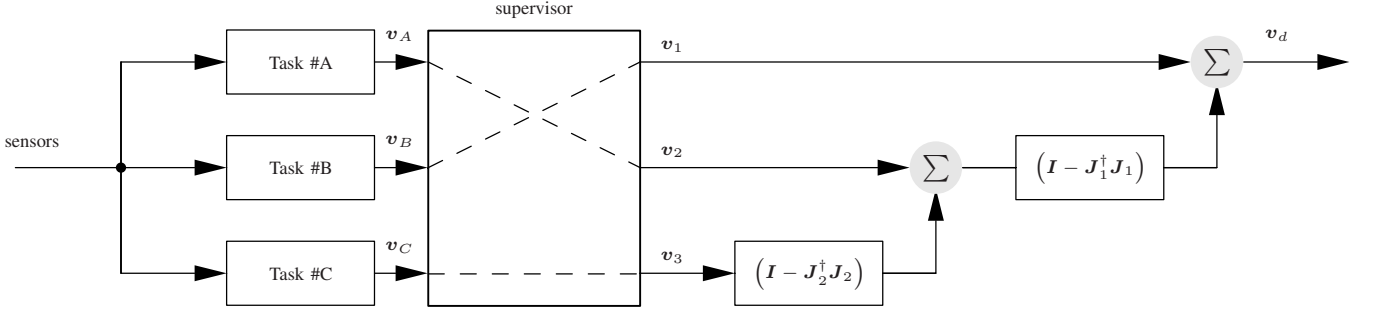 supervisor
sensors
Task #A
Task #B
Task #C
v_A
v_B
v_C
v_1
v_2
v_3
(I − J_2^† J_2)
∑
(I − J_1^† J_1)
∑
v_d